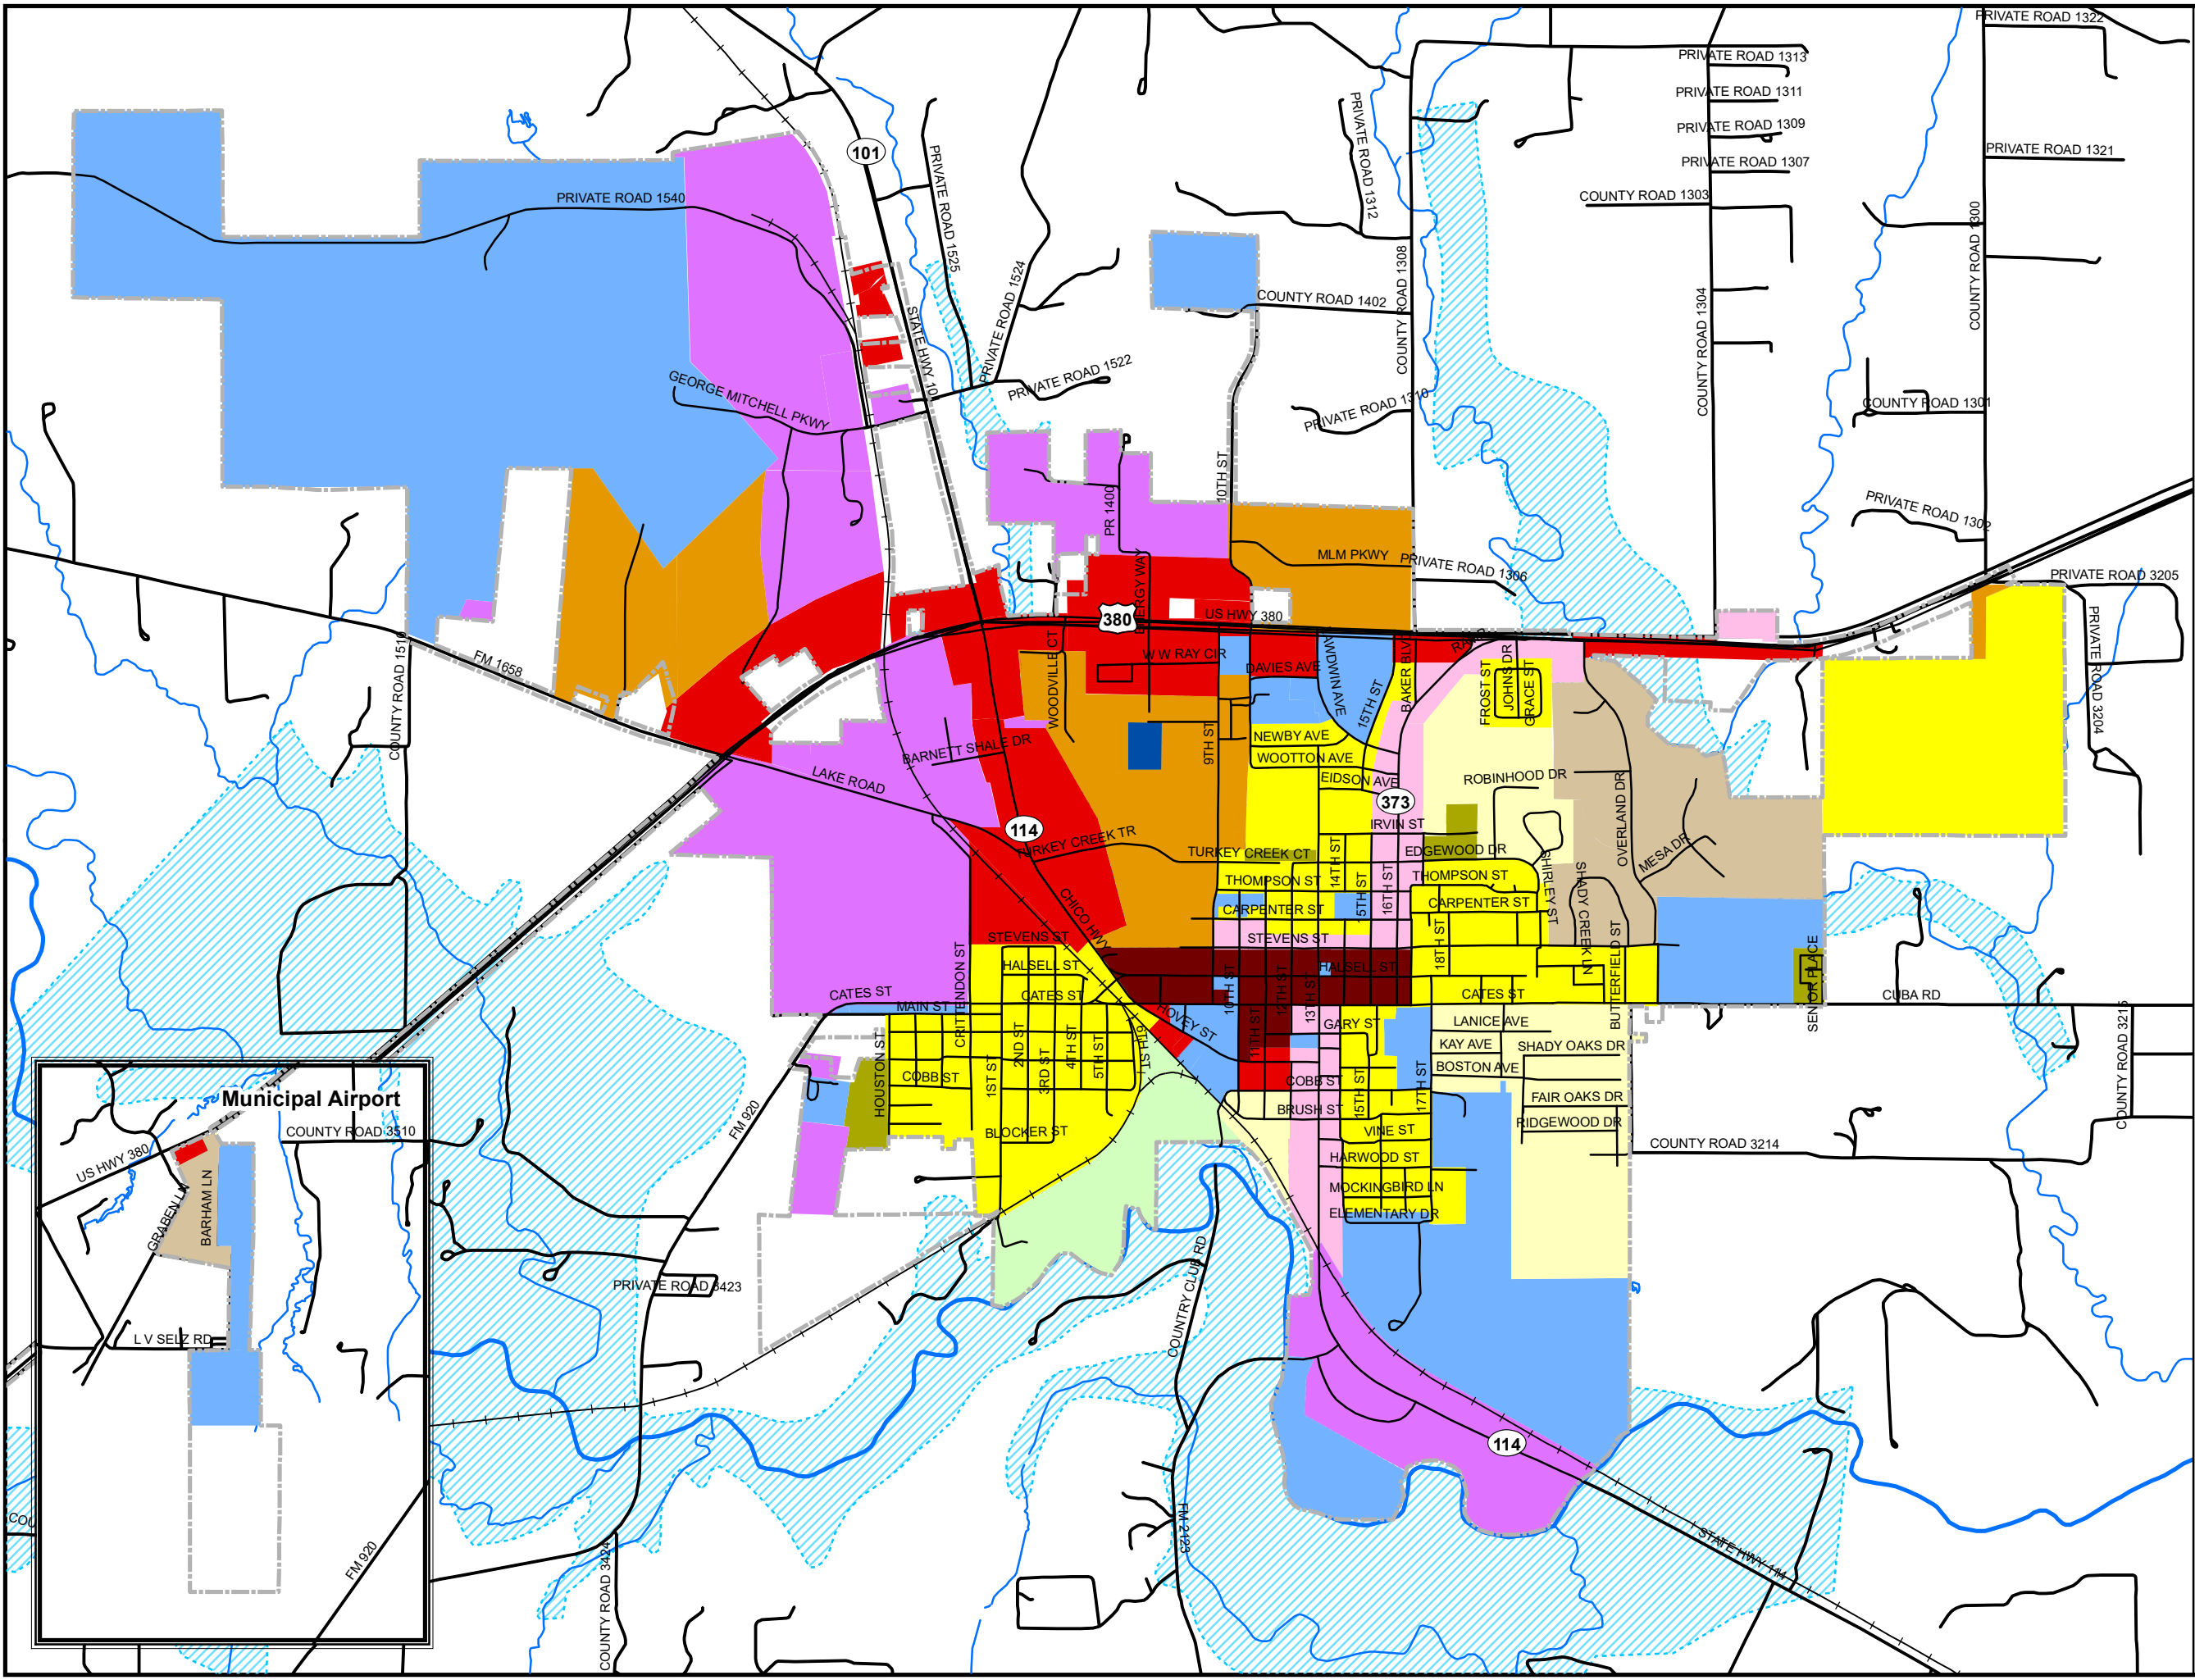 PRIVATE ROAD 1322
PRIVATE ROAD 1313
PRIVATE ROAD 1311
PRIVATE ROAD 1309
PRIVATE ROAD 1307
PRIVATE ROAD 1321
COUNTY ROAD 1303
PRIVATE ROAD 1312
101
PRIVATE ROAD 1525
PRIVATE ROAD 1540
COUNTY ROAD 1300
COUNTY ROAD 1308
PRIVATE ROAD 1524
COUNTY ROAD 1402
COUNTY ROAD 1304
STATE HWY 101
PRIVATE ROAD 1522
GEORGE MITCHELL PKWY
PRIVATE ROAD 1310
COUNTY ROAD 1301
10TH ST
PR 1400
PRIVATE ROAD 1302
MLM PKWY
PRIVATE ROAD 1306
PRIVATE ROAD 3205
ENERGY WAY
380
US HWY 380
PRIVATE ROAD 3204
RAMP
WOODVILLE CT
W W RAY CIR
DAVIES AVE
BAKER BLV
FM 1658
COUNTY ROAD 1510
FROST ST
JOHNS DR
GRACE ST
15TH ST
9TH ST
NEWBY AVE
WOOTTON AVE
BARNETT SHALE DR
LAKE ROAD
EIDSON AVE
ROBINHOOD DR
373
OVERLAND DR
114
IRVIN ST
TURKEY CREEK TR
TURKEY CREEK CT
EDGEWOOD DR
MESA DR
14TH ST
15TH ST
16TH ST
THOMPSON ST
THOMPSON ST
SHIRLEY ST
SHADY CREEK LN
CARPENTER ST
CARPENTER ST
CHICO HWY
STEVENS ST
STEVENS ST
18TH ST
BUTTERFIELD ST
SENIOR PLACE
HALSELL ST
HALSELL ST
CRITTENDON ST
CATES ST
CATES ST
CATES ST
CUBA RD
MAIN ST
10TH ST
12TH ST
13TH ST
HOVEY ST
11TH ST
GARY ST
LANICE AVE
KAY AVE
SHADY OAKS DR
BOSTON AVE
COUNTY ROAD 3215
HOUSTON ST
1ST ST
2ND ST
3RD ST
4TH ST
5TH ST
6TH ST
COBB ST
COBB ST
15TH ST
17TH ST
BRUSH ST
FAIR OAKS DR
RIDGEWOOD DR
FM 920
BLOCKER ST
VINE ST
COUNTY ROAD 3214
HARWOOD ST
MOCKINGBIRD LN
ELEMENTARY DR
COUNTRY CLUB RD
PRIVATE ROAD 3423
114
STATE HWY 114
FM 2123
COUNTY ROAD 3424
Municipal Airport
COUNTY ROAD 3510
US HWY 380
GRABEN LN
BARHAM LN
L V SELZ RD
FM 920
COU